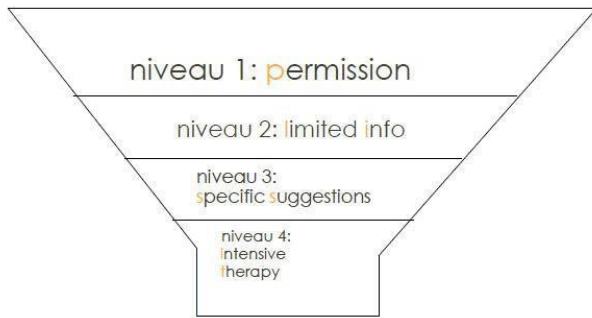 niveau 1: permission
niveau 2: limited info
niveau 3:
specific suggestions
niveau 4:
intensive
therapy